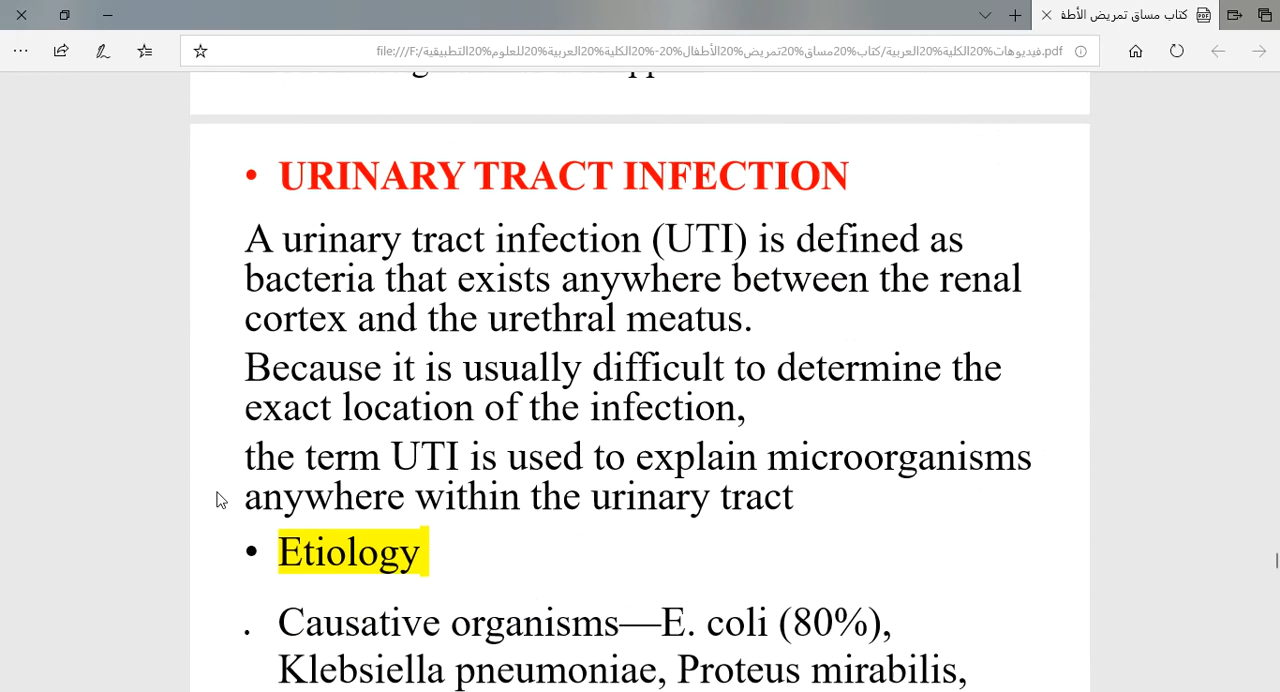 كتاب مساق تمريض الأطف
file:///F:/فيديوهات%20الكلية%20العربية/كتاب%20مساق%20تمريض%20الأطفال%20-%20الكلية%20العربية%20للعلوم%20التطبيقية.pdf
URINARY TRACT INFECTION
A urinary tract infection (UTI) is defined as
bacteria that exists anywhere between the renal
cortex and the urethral meatus.
Because it is usually difficult to determine the
exact location of the infection,
the term UTI is used to explain microorganisms
anywhere within the urinary tract
• Etiology
. Causative organisms—E. coli (80%),
Klebsiella pneumoniae, Proteus mirabilis,